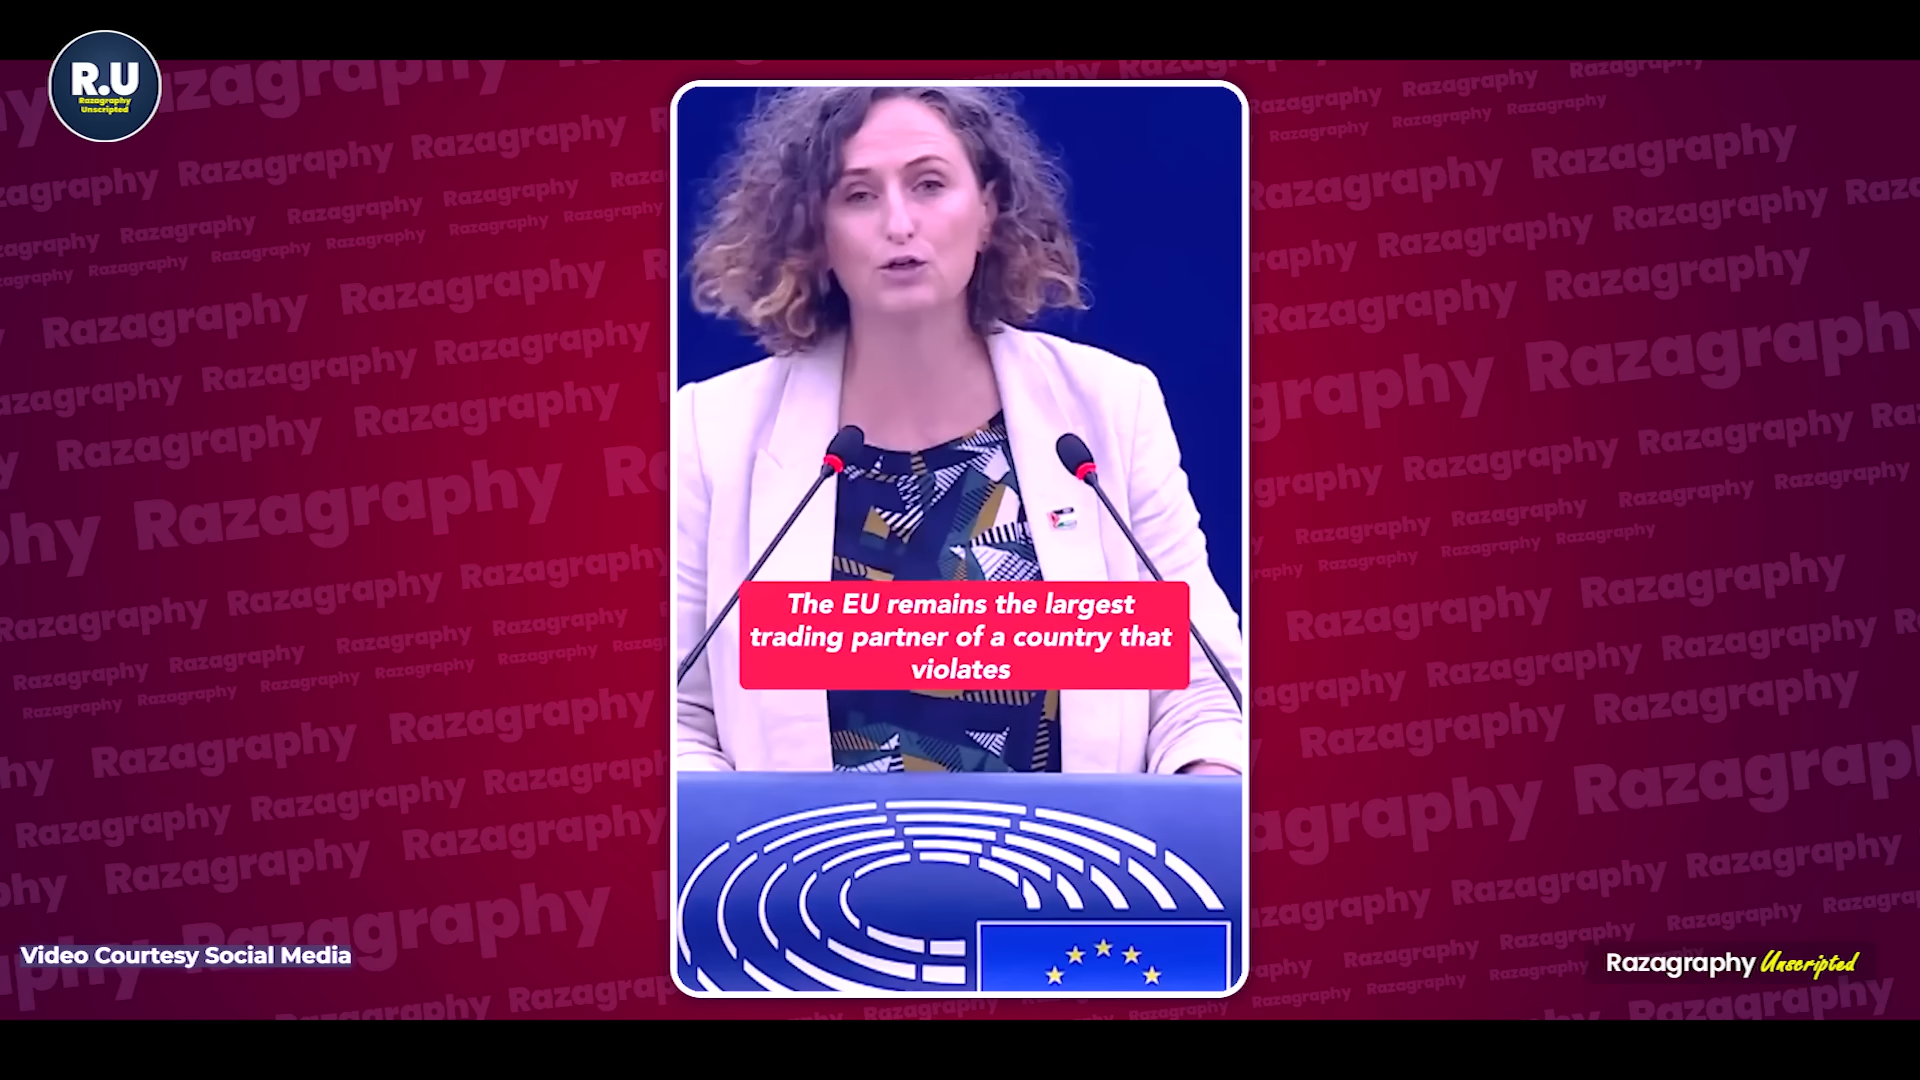 R.U
Razagraphy
Unscripted
The EU remains the largest
trading partner of a country that
violates
Video Courtesy Social Media
Razagraphy Unscripted